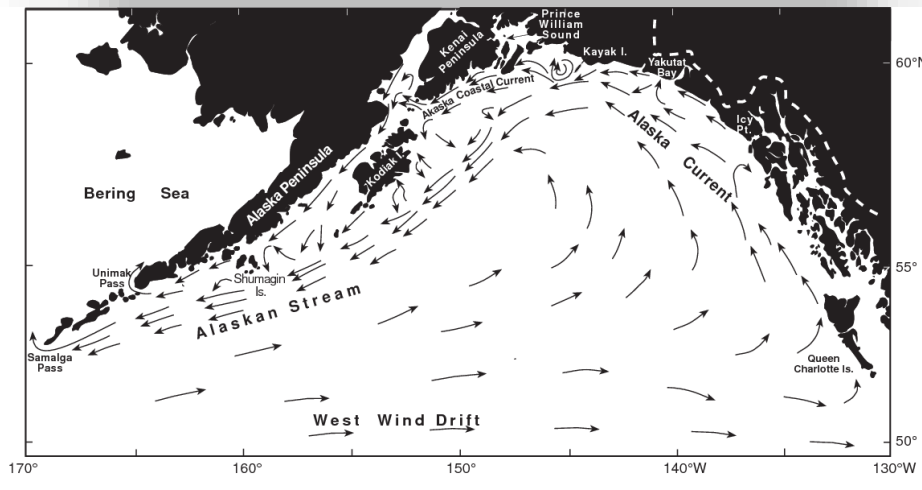 Prince
William
Sound
Kenai
Peninsula
Kayak I.
Yakutat
Bay
60°N
Akaska Coastal Current
Icy
Pt.
Alaska Current
Kodiak I.
Alaska Peninsula
Bering Sea
Unimak
Pass
Shumagin
Is.
55°
Alaskan Stream
Samalga
Pass
Queen
Charlotte Is.
West Wind Drift
50°
170°
160°
150°
140°W
130°W